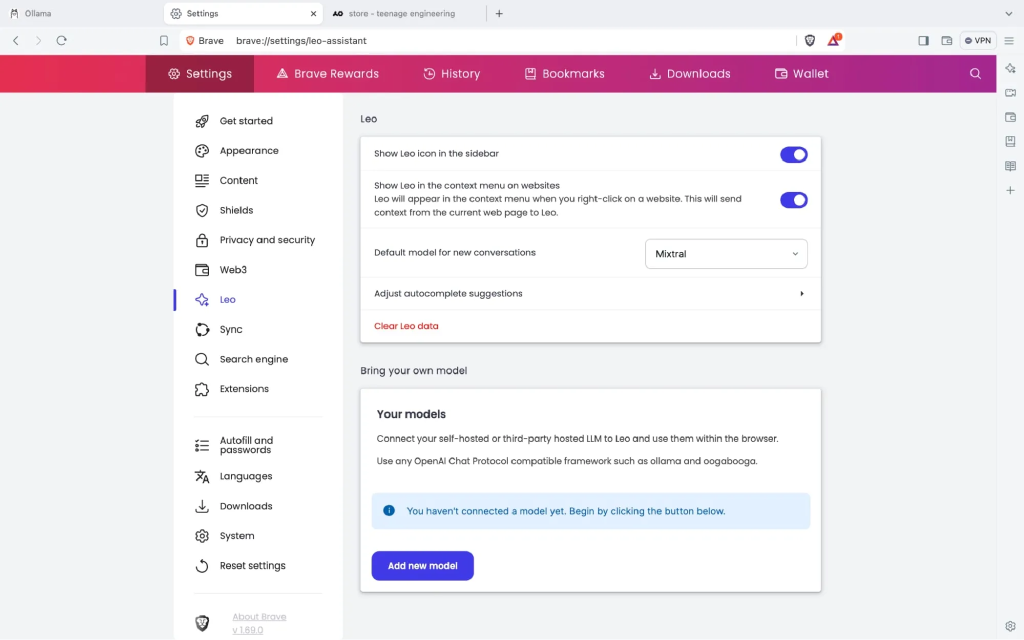 Ollama
Settings
store - teenage engineering
Brave
brave://settings/leo-assistant
VPN
Settings
Brave Rewards
History
Bookmarks
Downloads
Wallet
Get started
Appearance
Content
Shields
Privacy and security
Web3
Leo
Sync
Search engine
Extensions
Autofill and
passwords
Languages
Downloads
System
Reset settings
About Brave
v 1.69.0
Leo
Show Leo icon in the sidebar
Show Leo in the context menu on websites
Leo will appear in the context menu when you right-click on a website. This will send
context from the current web page to Leo.
Default model for new conversations
Mixtral
Adjust autocomplete suggestions
Clear Leo data
Bring your own model
Your models
Connect your self-hosted or third-party hosted LLM to Leo and use them within the browser.
Use any OpenAI Chat Protocol compatible framework such as ollama and oogabooga.
You haven't connected a model yet. Begin by clicking the button below.
Add new model